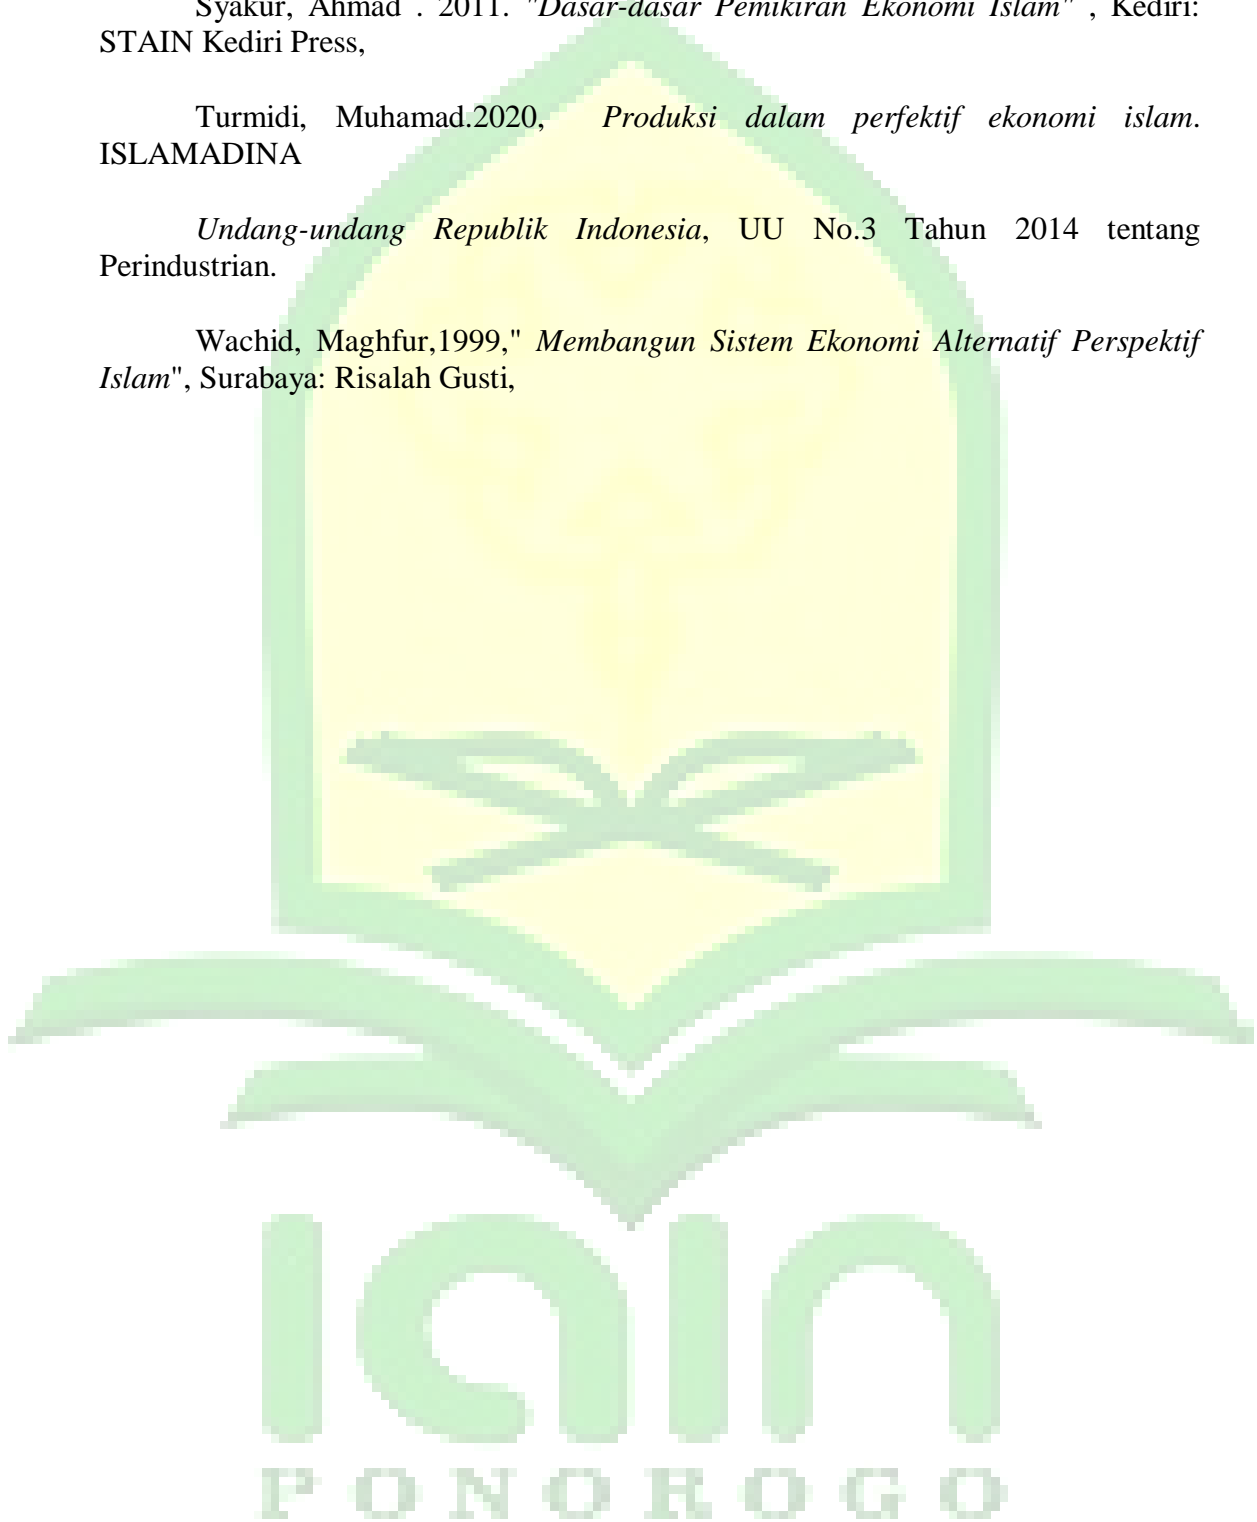 Syakur, Ahmad . 2011. "Dasar-dasar Pemikiran Ekonomi Islam" , Kediri:
STAIN Kediri Press,
Turmidi, Muhamad.2020, Produksi dalam perfektif ekonomi islam.
ISLAMADINA
Undang-undang Republik Indonesia, UU No.3 Tahun 2014 tentang
Perindustrian.
Wachid, Maghfur,1999," Membangun Sistem Ekonomi Alternatif Perspektif
Islam", Surabaya: Risalah Gusti,
iain
PONOROGO